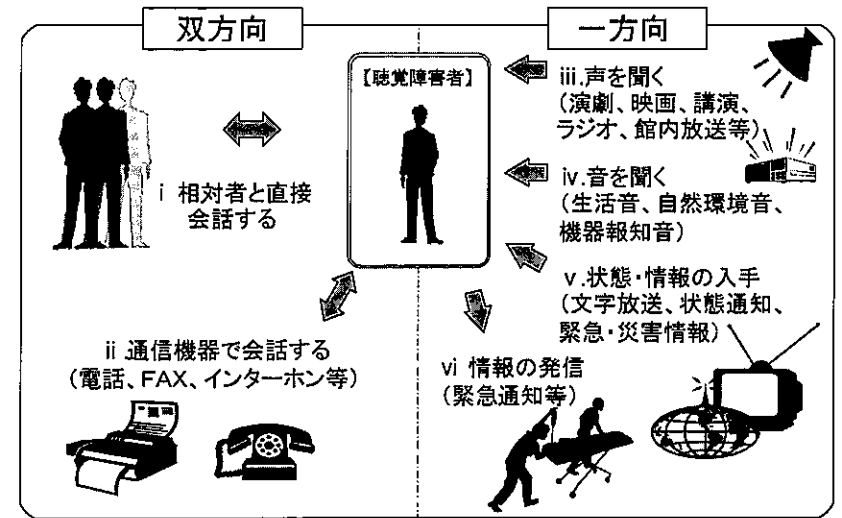 双方向
一方向
【聴覚障害者】
i 相対者と直接
会話する
ii 通信機器で会話する
(電話、FAX、インターホン等)
iii.声を聞く
(演劇、映画、講演、
ラジオ、館内放送等)
iv.音を聞く
(生活音、自然環境音、
機器報知音)
v.状態・情報の入手
(文字放送、状態通知、
緊急・災害情報)
vi 情報の発信
(緊急通知等)